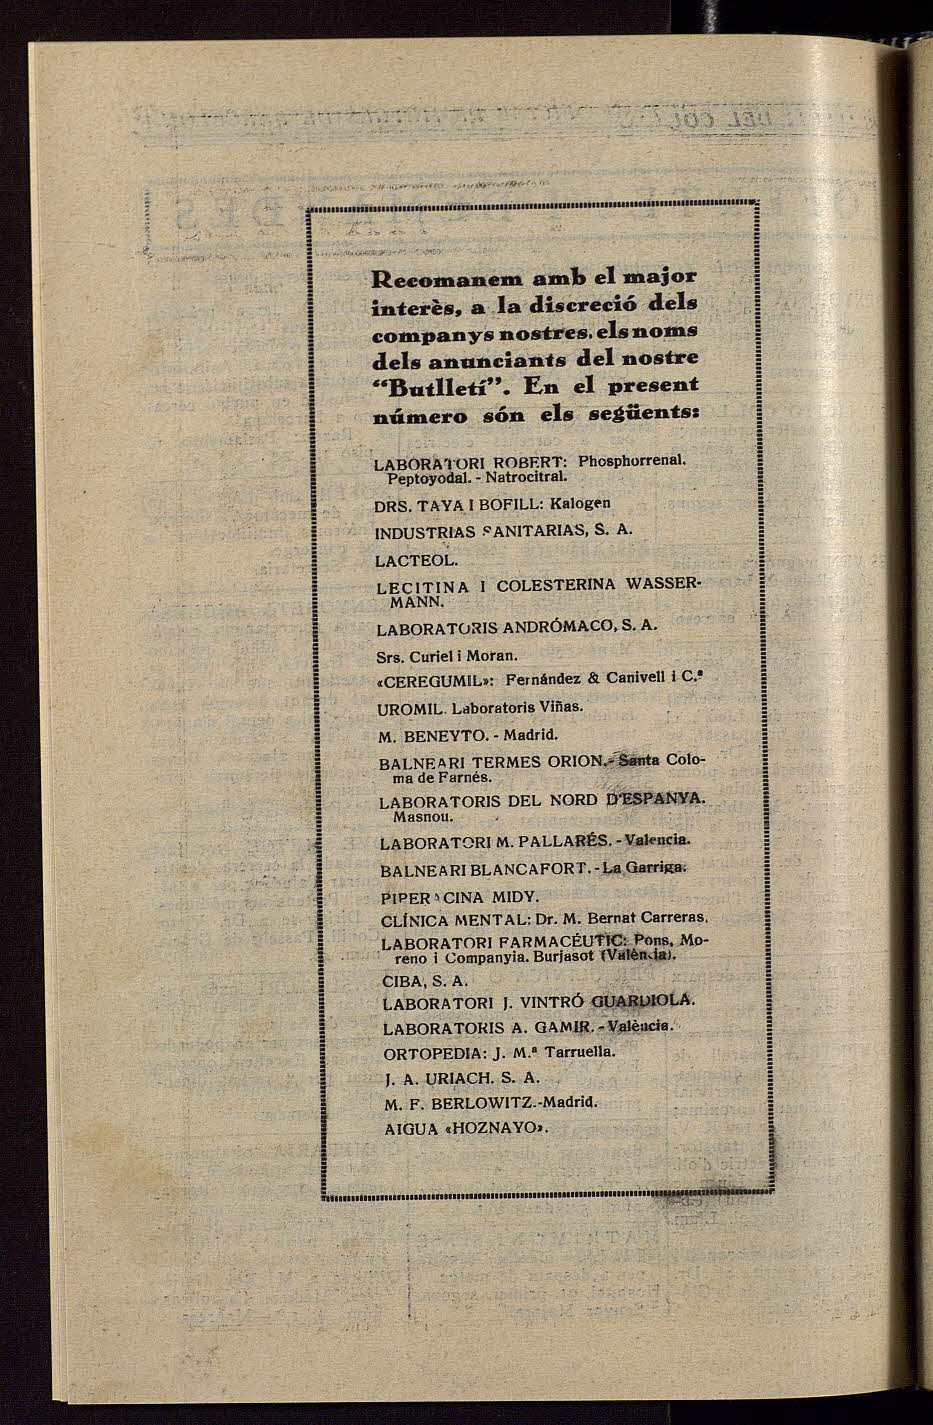 Recomanem amb el major
interès, a la discreció dels
companys nostres, els noms
dels anunciants del nostre
“Butlletí”. En el present
número són els següents:
LABORATORI ROBERT: Phosphorrenal.
Peptoyodal. - Natrocitral.
DRS. TAYA I BOFILL: Kalogen
INDUSTRIAS SANITARIAS, S. A.
LACTEOL.
LECITINA I COLESTERINA WASSER-
MANN.
LABORATORIS ANDRÓMACO, S. A.
Srs. Curiel i Moran.
«CEREGUMIL»: Fernández & Canivell i C.ª
UROMIL. Laboratoris Viñas.
M. BENEYTO. - Madrid.
BALNEARI TERMES ORION.- Santa Colo-
ma de Farnés.
LABORATORIS DEL NORD D'ESPANYA.
Masnou.
LABORATORI M. PALLARÉS. - Valencia.
BALNEARI BLANCAFORT. - La Garriga.
PIPERACINA MIDY.
CLÍNICA MENTAL: Dr. M. Bernat Carreras.
LABORATORI FARMACÉUTIC: Pons, Mo-
reno i Companyia. Burjasot (València).
CIBA, S. A.
LABORATORI J. VINTRÓ GUARDIOLA.
LABORATORIS A. GAMIR. - València.
ORTOPEDIA: J. M.ª Tarruella.
J. A. URIACH. S. A.
M. F. BERLOWITZ.-Madrid.
AIGUA «HOZNAYO».